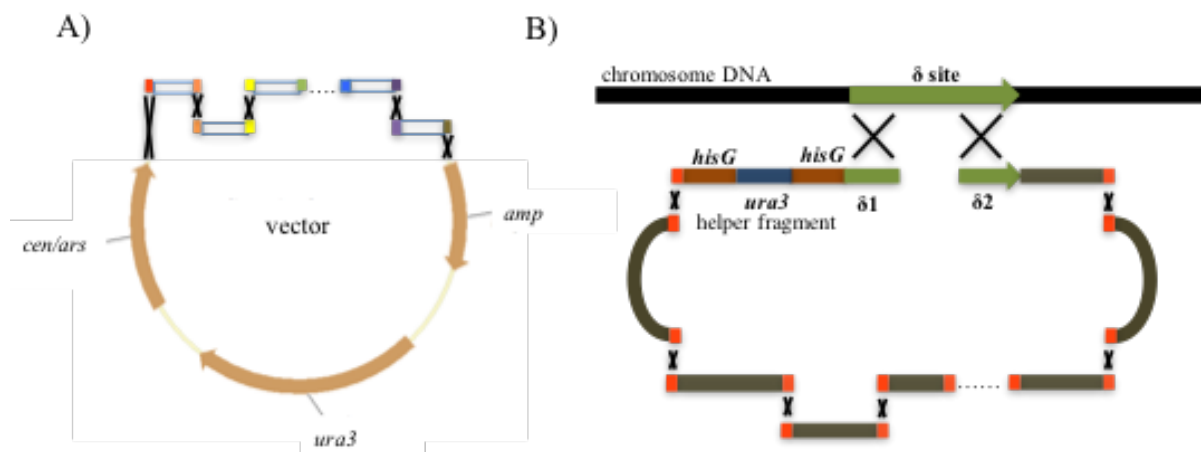 A)
vector
cen/ars
amp
ura3
B)
chromosome DNA
δ site
hisG
hisG
ura3
δ1
δ2
helper fragment